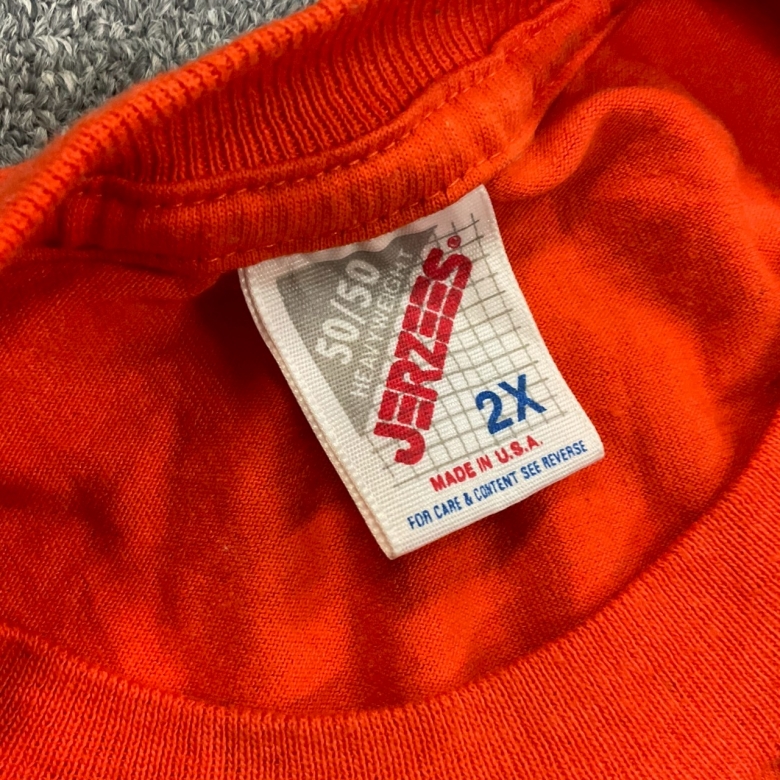 50/50
HEAVYWEIGHT
JERZEES®
2X
MADE IN U.S.A.
FOR CARE & CONTENT SEE REVERSE